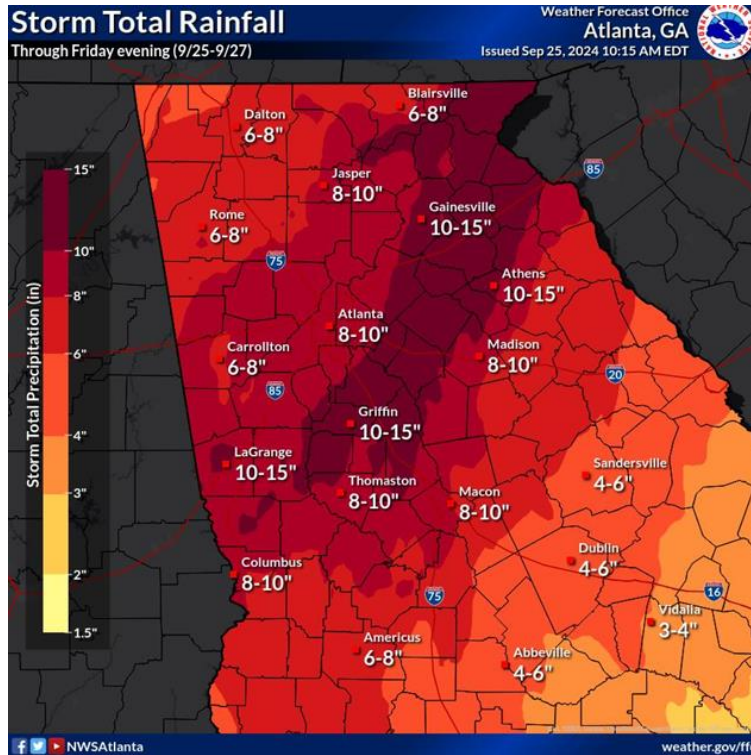 Storm Total Rainfall
Through Friday evening (9/25-9/27)
Weather Forecast Office
Atlanta, GA
Issued Sep 25, 2024 10:15 AM EDT
Blairsville
6-8"
Dalton
6-8"
85
15"
Jasper
8-10"
Gainesville
10-15"
Rome
6-8"
10"
75
Athens
10-15"
8"
Atlanta
8-10"
Madison
8-10"
Carrollton
6-8"
6"
20
85
Storm Total Precipitation (in)
Griffin
10-15"
4"
LaGrange
10-15"
Sandersville
4-6"
Thomaston
8-10"
Macon
8-10"
3"
Dublin
4-6"
Columbus
8-10"
2"
75
16
Vidalia
3-4"
1.5"
Americus
6-8"
Abbeville
4-6"
NWSAtlanta
weather.gov/ff